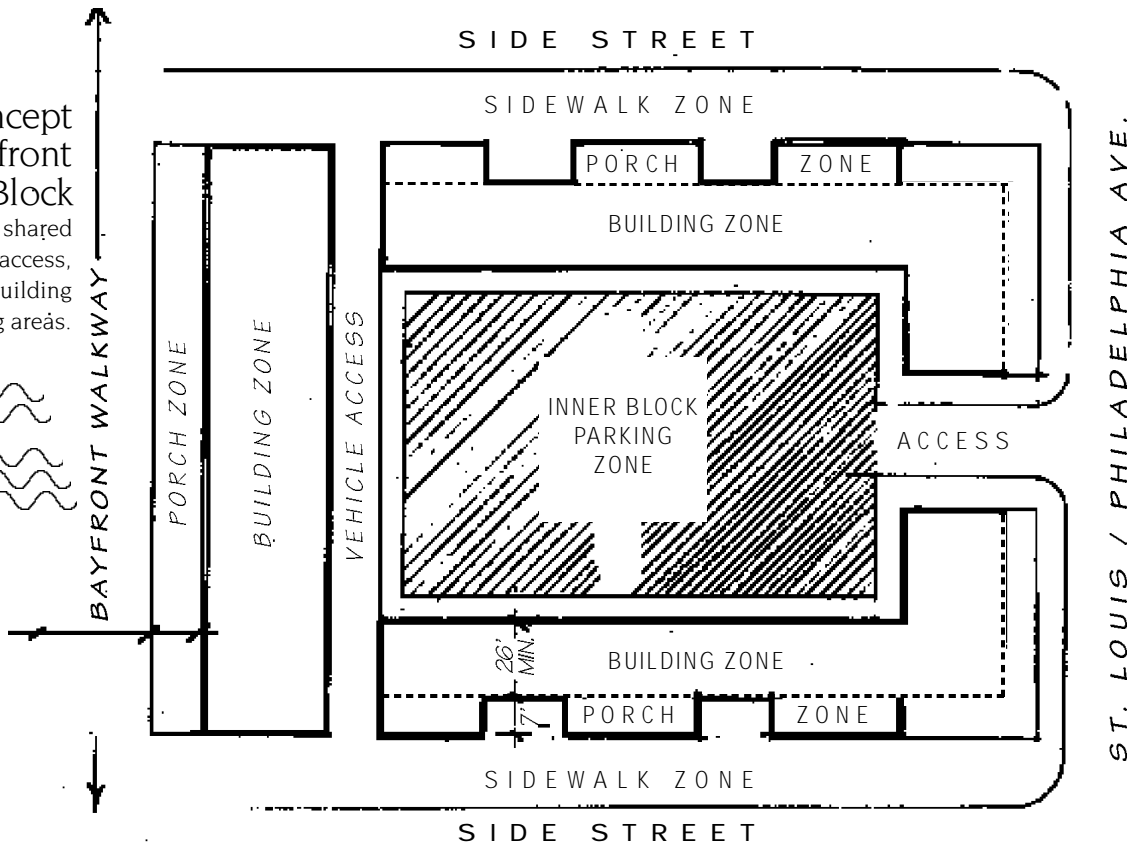 SIDE STREET
SIDEWALK ZONE
ncept
front
Block
shared
access,
uilding
g areas.
PORCH ZONE
BUILDING ZONE
BAYFRONT WALKWAY
PORCH ZONE
BUILDING ZONE
VEHICLE ACCESS
INNER BLOCK
PARKING
ZONE
ACCESS
ST. LOUIS / PHILADELPHIA AVE.
26'
MIN.
BUILDING ZONE
7'
PORCH ZONE
SIDEWALK ZONE
SIDE STREET